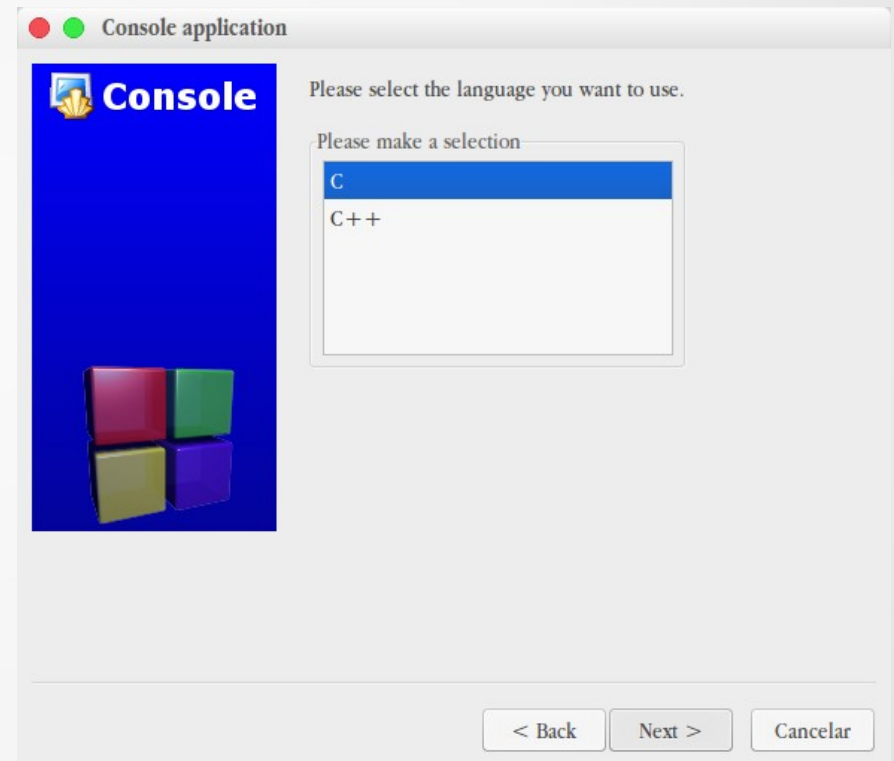 Console application
Console
Please select the language you want to use.
Please make a selection
C
C++
< Back
Next >
Cancelar